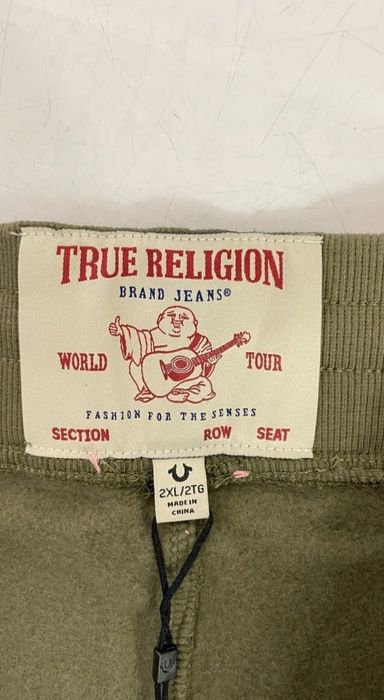 TRUE RELIGION
BRAND JEANS®
WORLD TOUR
FASHION FOR THE SENSES
SECTION ROW SEAT
2XL/2TG
MADE IN
CHINA